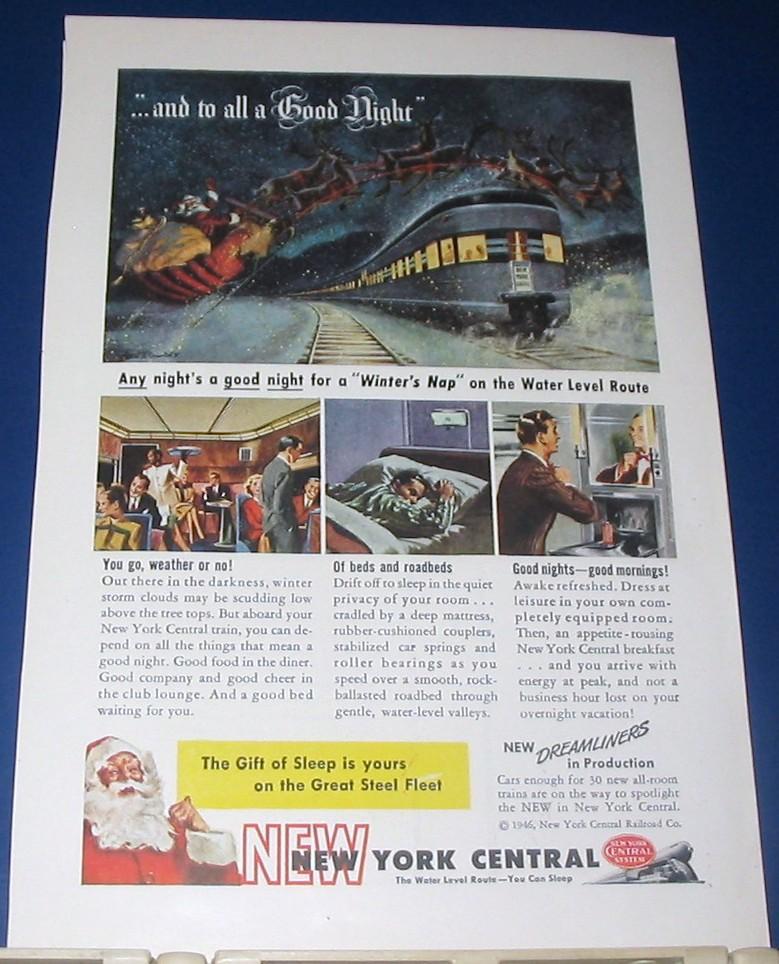 "...and to all a Good Night"
NEW YORK CENTRAL
Any night's a good night for a "Winter's Nap" on the Water Level Route
You go, weather or no!
Out there in the darkness, winter
storm clouds may be scudding low
above the tree tops. But aboard your
New York Central train, you can de-
pend on all the things that mean a
good night. Good food in the diner.
Good company and good cheer in
the club lounge. And a good bed
waiting for you.
Of beds and roadbeds
Drift off to sleep in the quiet
privacy of your room . . .
cradled by a deep mattress,
rubber-cushioned couplers,
stabilized car springs and
roller bearings as you
speed over a smooth, rock-
ballasted roadbed through
gentle, water-level valleys.
Good nights—good mornings!
Awake refreshed. Dress at
leisure in your own com-
pletely equipped room.
Then, an appetite-rousing
New York Central breakfast
. . . and you arrive with
energy at peak, and not a
business hour lost on your
overnight vacation!
The Gift of Sleep is yours
on the Great Steel Fleet
NEW DREAMLINERS
in Production
Cars enough for 30 new all-room
trains are on the way to spotlight
the NEW in New York Central.
© 1946, New York Central Railroad Co.
NEW
NEW YORK CENTRAL
The Water Level Route—You Can Sleep
NEW YORK
CENTRAL
SYSTEM